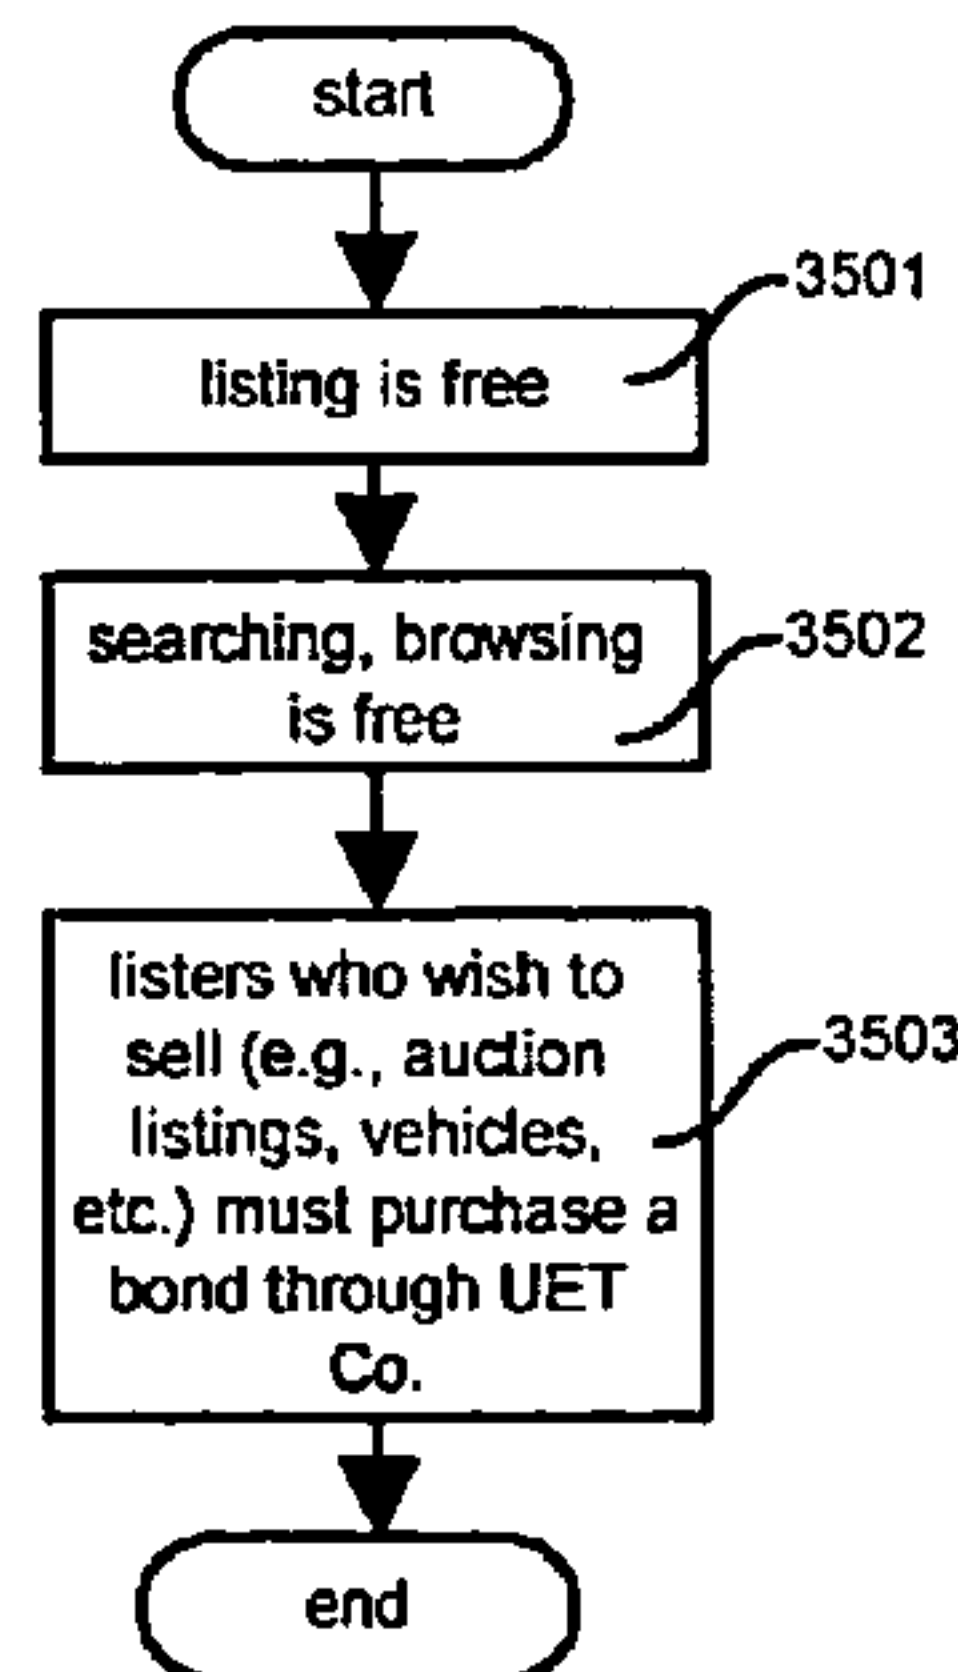 start
3501
listing is free
3502
searching, browsing
is free
listers who wish to
3503
sell (e.g., auction
listings, vehicles,
etc.) must purchase a
bond through UET
Co.
end